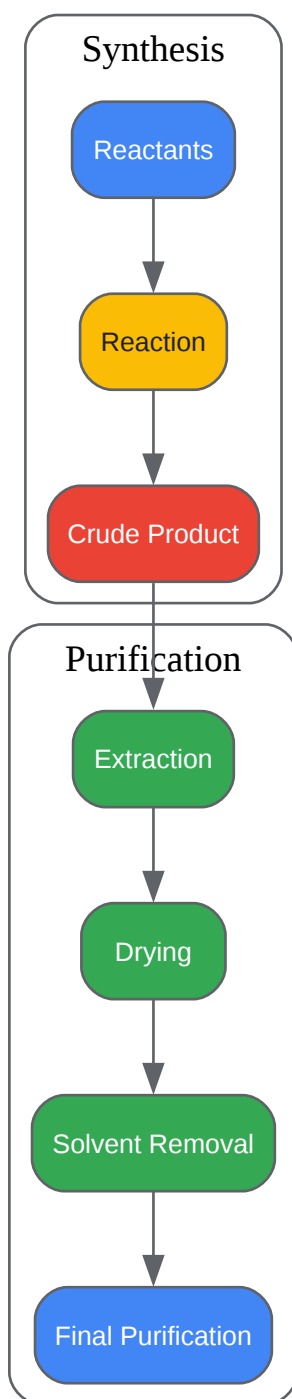 Synthesis
Reactants
Reaction
Crude Product
Purification
Extraction
Drying
Solvent Removal
Final Purification